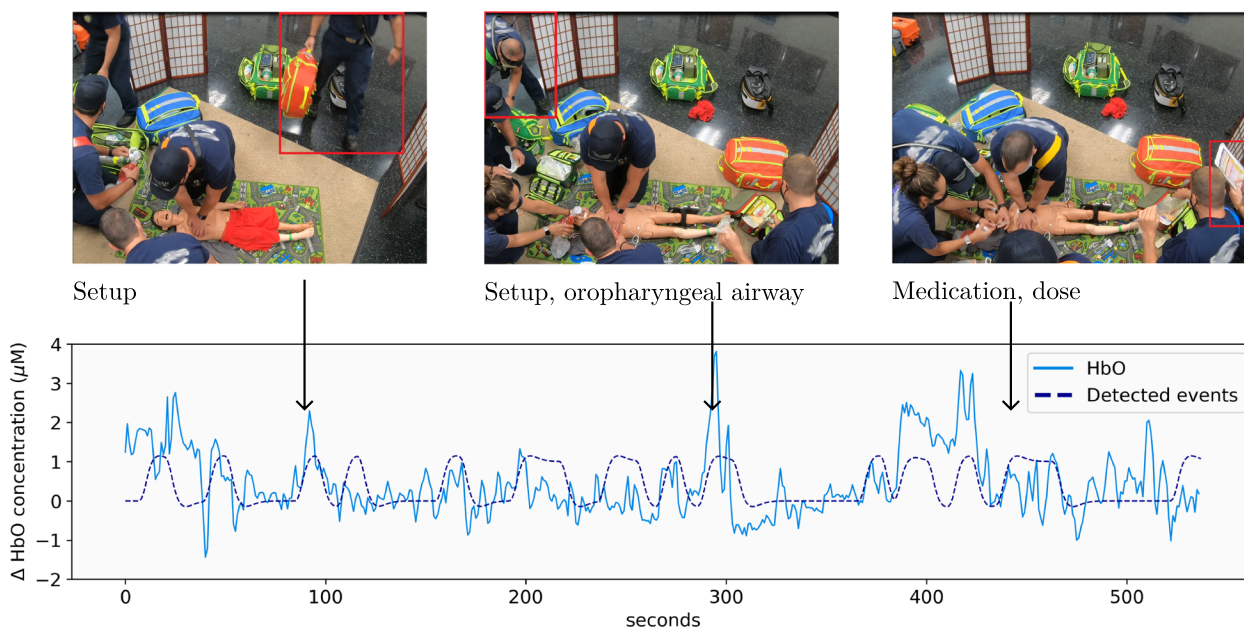 Setup
Setup, oropharyngeal airway
Medication, dose
Δ HbO concentration (μM)
4
3
2
1
0
−1
−2
HbO
Detected events
0
100
200
300
400
500
seconds